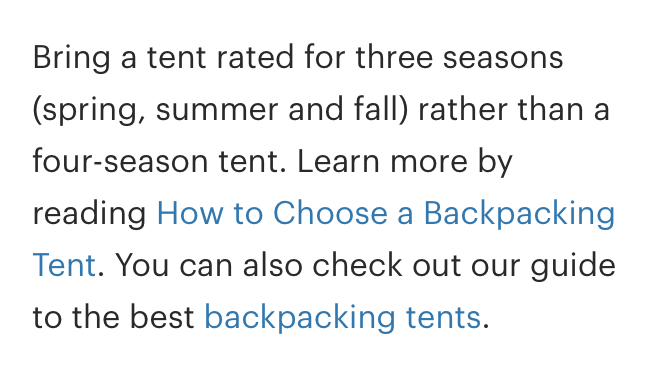 Bring a tent rated for three seasons
(spring, summer and fall) rather than a
four-season tent. Learn more by
reading How to Choose a Backpacking
Tent. You can also check out our guide
to the best backpacking tents.